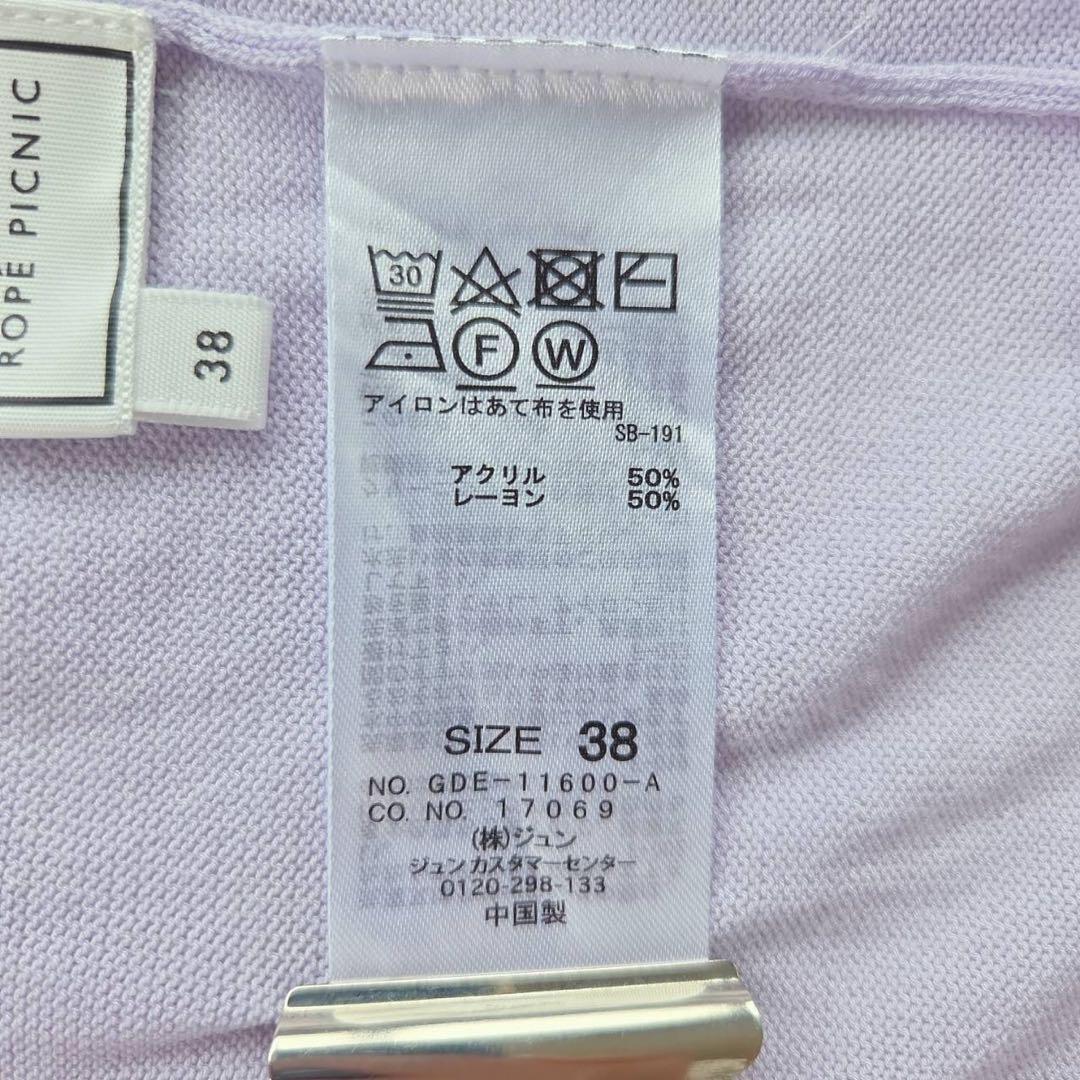 ROPÉ PICNIC
38
30
F W
アイロンはあて布を使用
SB-191
アクリル 50%
レーヨン 50%
SIZE 38
NO. GDE-11600-A
CO. NO. 17069
(株)ジュン
ジュンカスタマーセンター
0120-298-133
中国製